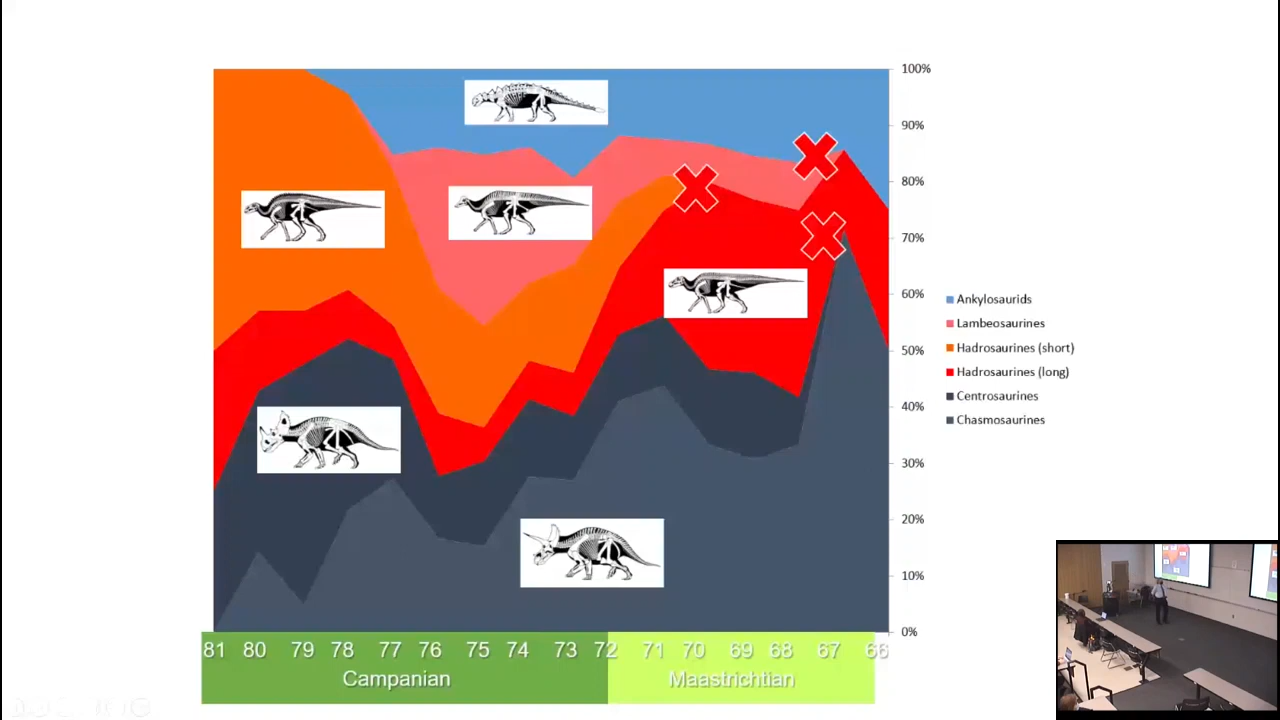 100%
90%
80%
70%
60%
50%
40%
30%
20%
10%
0%
Ankylosaurids
Lambeosaurines
Hadrosaurines (short)
Hadrosaurines (long)
Centrosaurines
Chasmosaurines
81 80 79 78 77 76 75 74 73 72 71 70 69 68 67 66
Campanian Maastrichtian